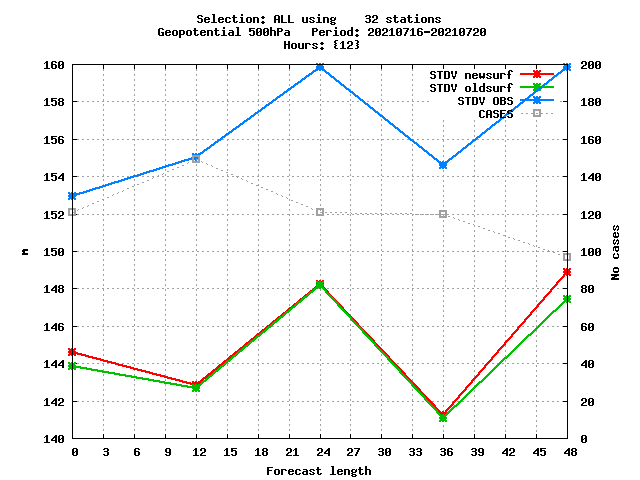 Selection: ALL using    32 stations
Geopotential 500hPa   Period: 20210716-20210720
Hours: {12}
160
158
156
154
152
150
148
146
144
142
140
m
STDV newsurf
STDV oldsurf
STDV OBS
CASES
200
180
160
140
120
100
80
60
40
20
0
No cases
0 3 6 9 12 15 18 21 24 27 30 33 36 39 42 45 48
Forecast length